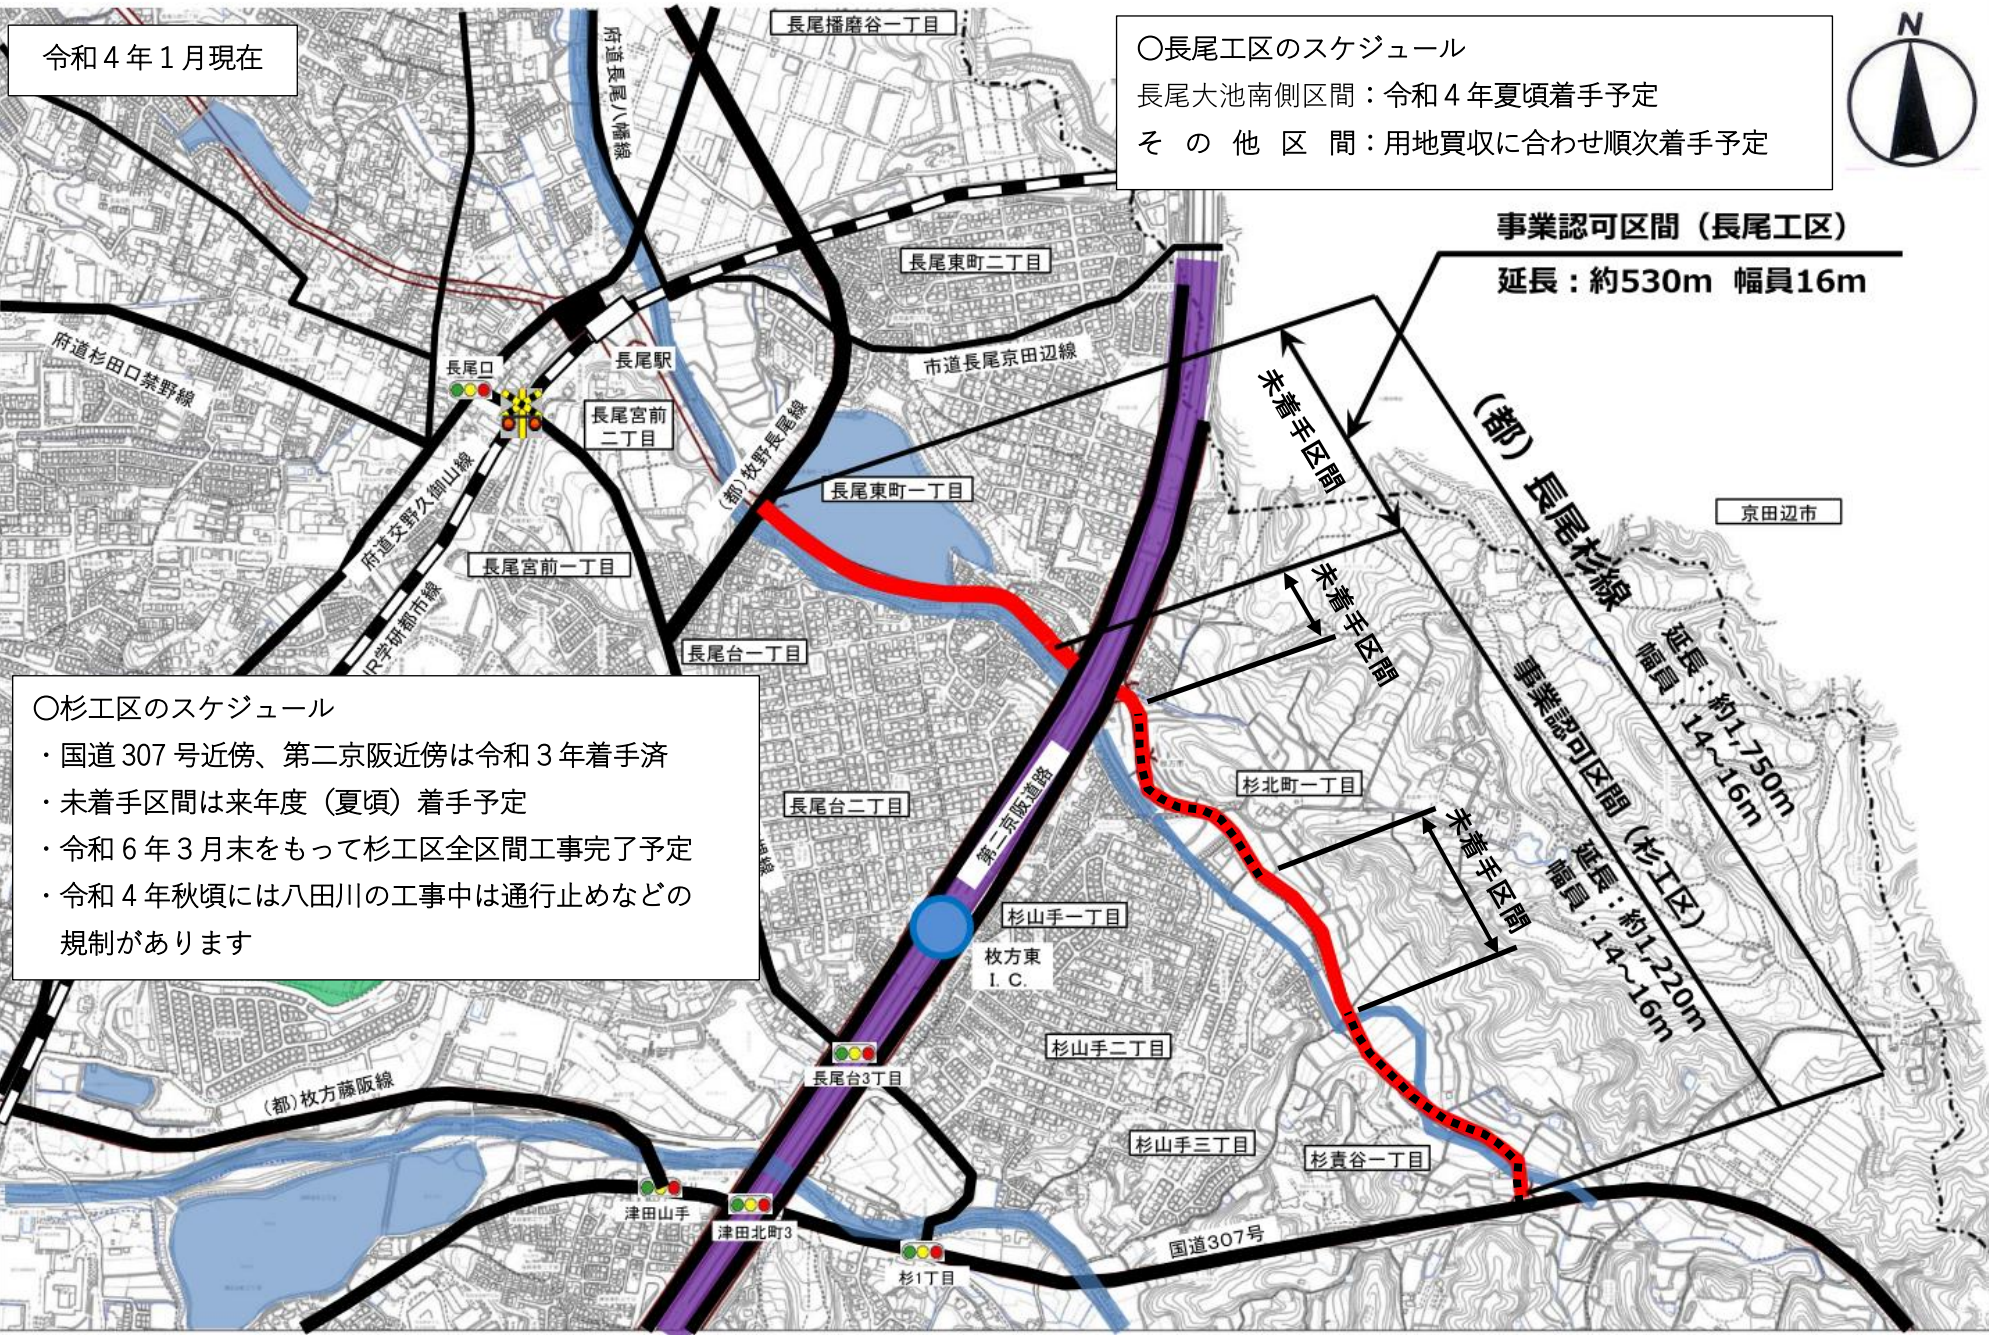 令和４年１月現在
長尾播磨谷一丁目
府道長尾八幡線
〇長尾工区のスケジュール
長尾大池南側区間：令和４年夏頃着手予定
その他区間：用地買収に合わせ順次着手予定
N
事業認可区間（長尾工区）
延長：約530m 幅員16m
長尾東町二丁目
市道長尾京田辺線
府道杉田口禁野線
長尾口
長尾駅
長尾宮前
二丁目
(都)牧野長尾線
長尾東町一丁目
未着手区間
（都）長尾杉線
延長：約1,750m
幅員：14～16m
京田辺市
府道交野久御山線
長尾宮前一丁目
JR学研都市線
長尾台一丁目
未着手区間
事業認可区間（杉工区）
延長：約1,220m
幅員：14～16m
〇杉工区のスケジュール
・国道307号近傍、第二京阪近傍は令和３年着手済
・未着手区間は来年度（夏頃）着手予定
・令和６年３月末をもって杉工区全区間工事完了予定
・令和４年秋頃には八田川の工事中は通行止めなどの
規制があります
長尾台二丁目
第二京阪道路
杉北町一丁目
未着手区間
杉山手一丁目
枚方東
I. C.
杉山手二丁目
長尾台3丁目
(都)枚方藤阪線
杉山手三丁目
杉責谷一丁目
津田山手
津田北町3
杉1丁目
国道307号